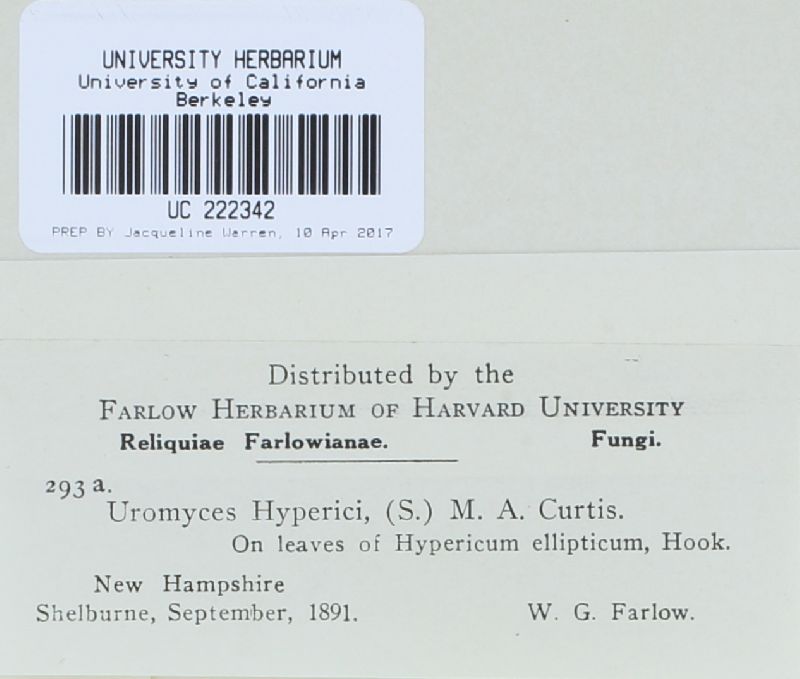 UNIVERSITY HERBARIUM
University of California
Berkeley
UC 222342
PREP BY Jacqueline Warren, 10 Apr 2017
Distributed by the
FARLOW HERBARIUM OF HARVARD UNIVERSITY
Reliquiae Farlowianae. Fungi.
293 a.
Uromyces Hyperici, (S.) M. A. Curtis.
On leaves of Hypericum ellipticum, Hook.
New Hampshire
Shelburne, September, 1891. W. G. Farlow.